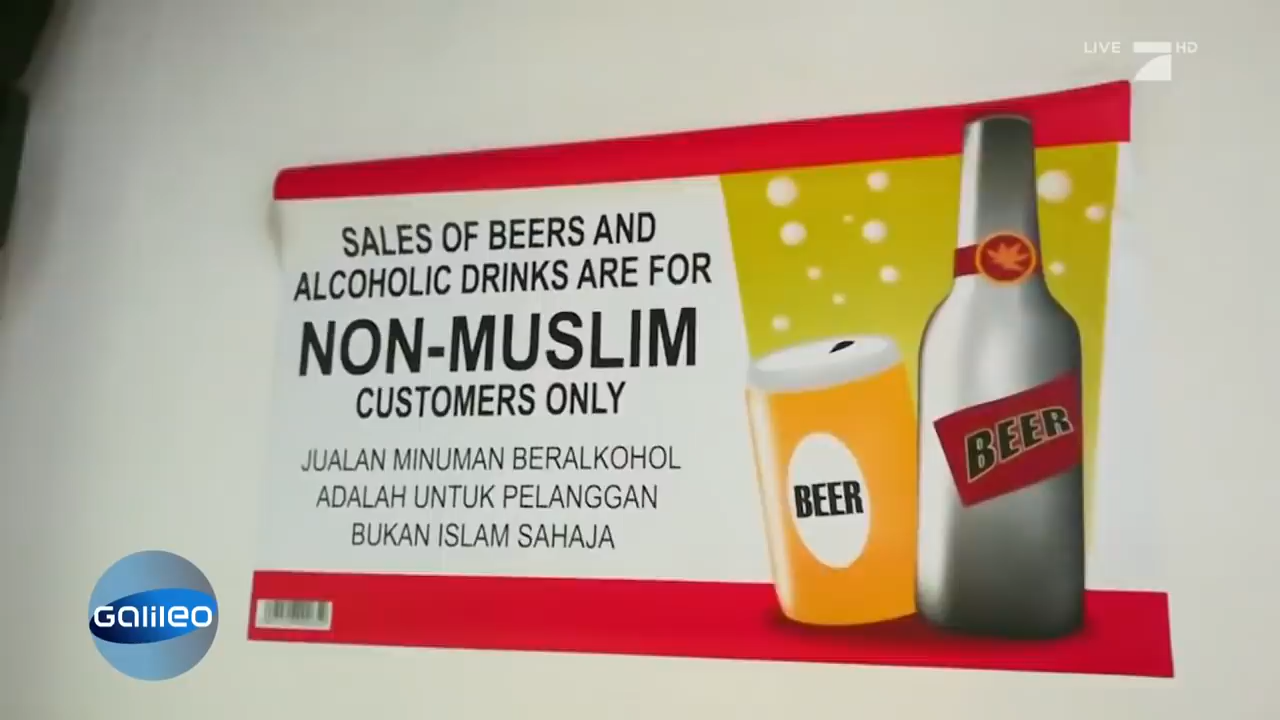 LIVE HD
SALES OF BEERS AND
ALCOHOLIC DRINKS ARE FOR
NON-MUSLIM
CUSTOMERS ONLY
JUALAN MINUMAN BERALKOHOL
ADALAH UNTUK PELANGGAN
BUKAN ISLAM SAHAJA
BEER
BEER
GALILEO